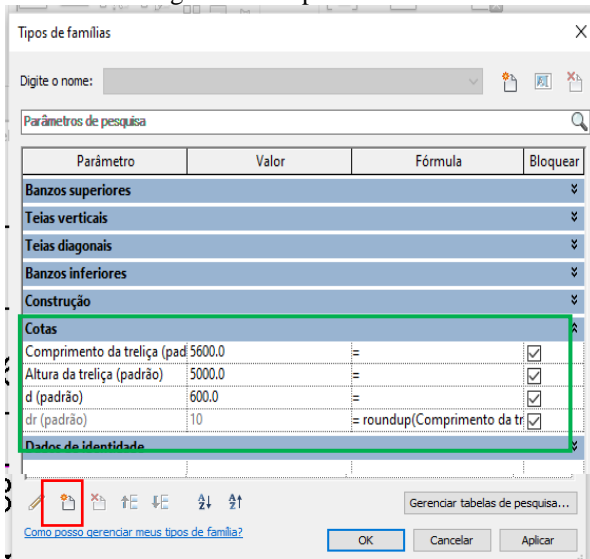 Tipos de famílias
Digite o nome:
Parâmetros de pesquisa
Parâmetro Valor Fórmula Bloquear
Banzos superiores
Teias verticais
Teias diagonais
Banzos inferiores
Construção
Cotas
Comprimento da treliça (pad 5600.0 =
Altura da treliça (padrão) 5000.0 =
d (padrão) 600.0 =
dr (padrão) 10 = roundup(Comprimento da tr
Dados de identidade
Gerenciar tabelas de pesquisa...
Como posso gerenciar meus tipos de família?
OK Cancelar Aplicar